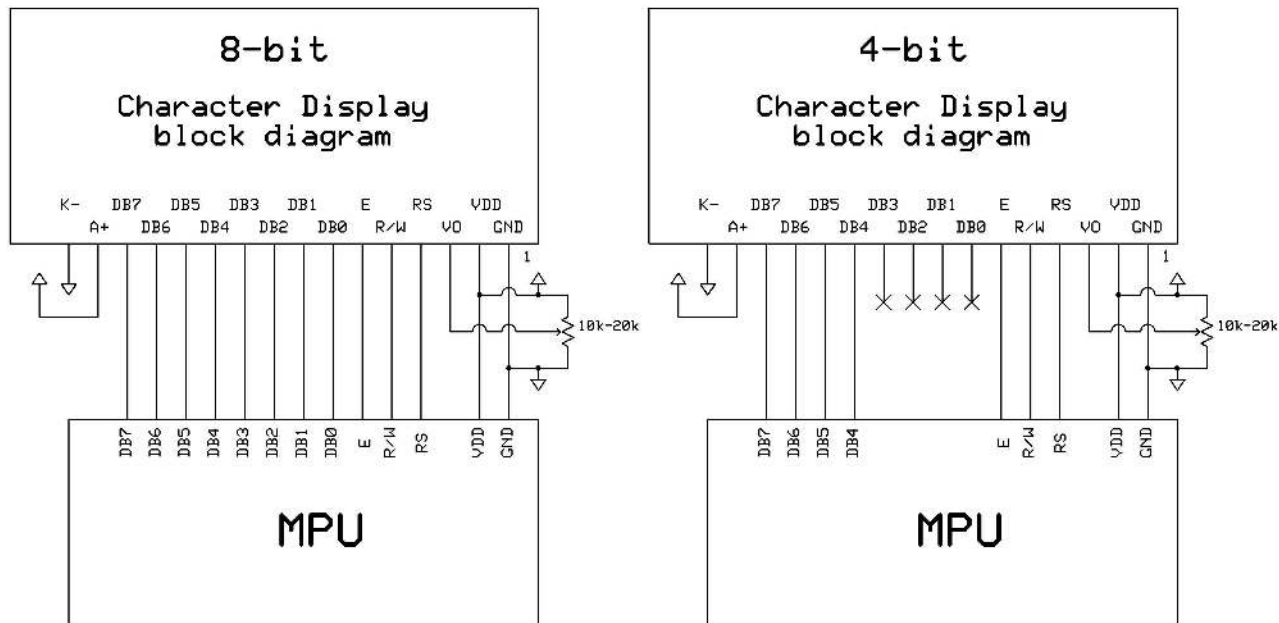 8-bit
Character Display
block diagram
K- DB7 DB5 DB3 DB1 E RS VDD
A+ DB6 DB4 DB2 DB0 R/W VO GND
1
10k-20k
DB7 DB6 DB5 DB4 DB3 DB2 DB1 DB0 E R/W RS VDD GND
MPU
4-bit
Character Display
block diagram
K- DB7 DB5 DB3 DB1 E RS VDD
A+ DB6 DB4 DB2 DB0 R/W VO GND
1
10k-20k
DB7 DB6 DB5 DB4 E R/W RS VDD GND
MPU